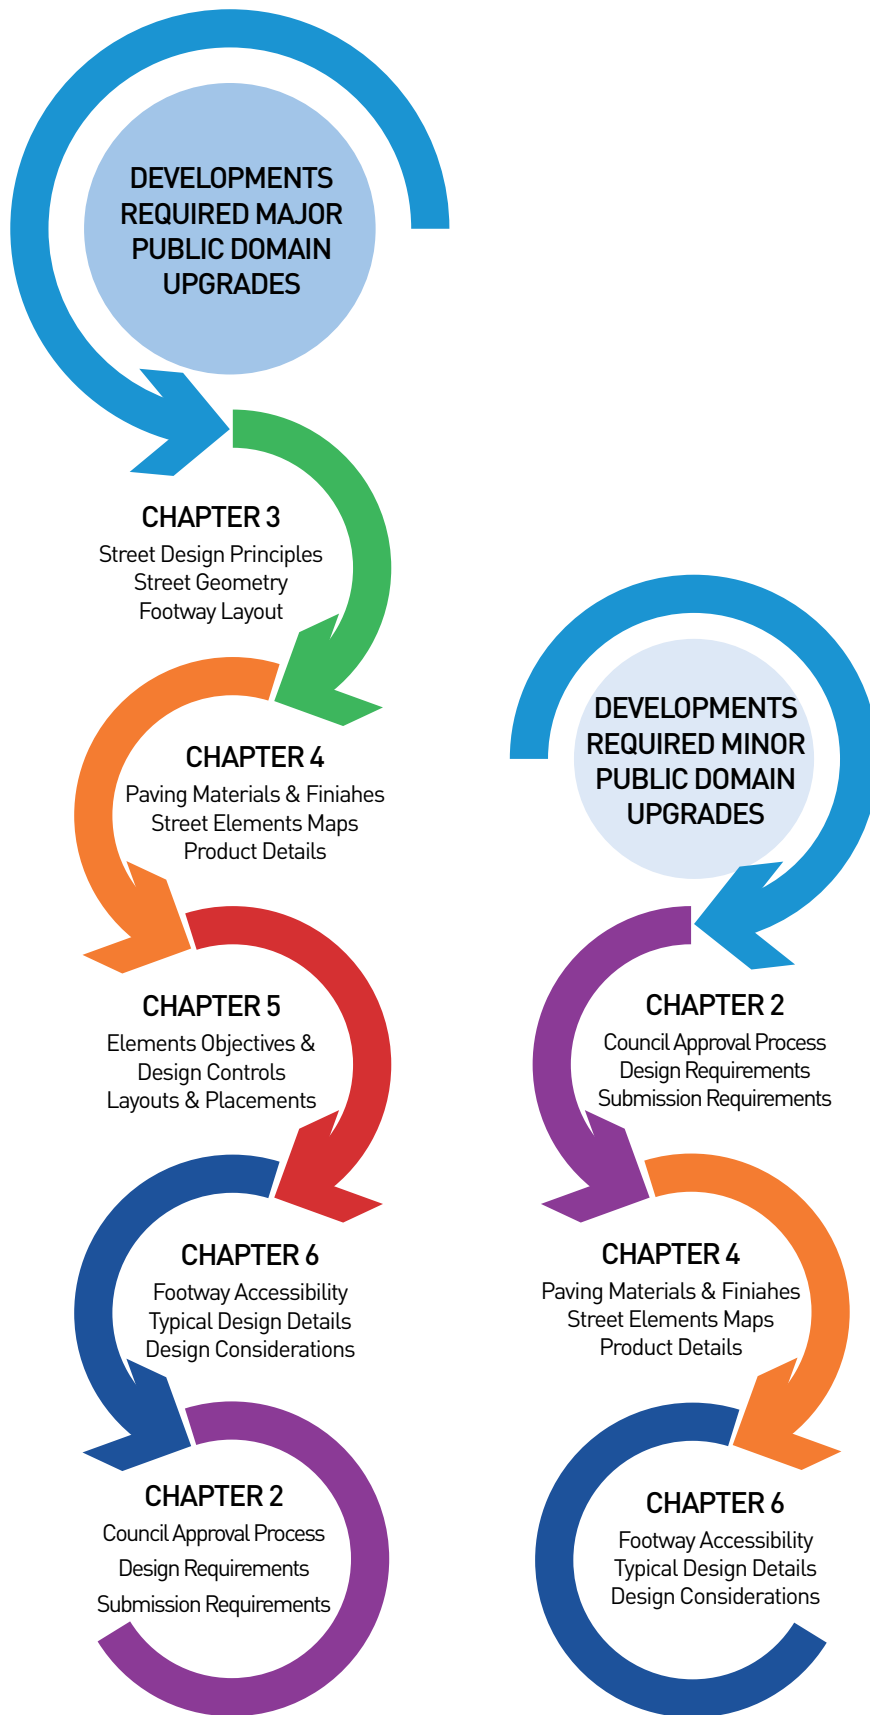 DEVELOPMENTS
REQUIRED MAJOR
PUBLIC DOMAIN
UPGRADES
CHAPTER 3
Street Design Principles
Street Geometry
Footway Layout
CHAPTER 4
Paving Materials & Finiahes
Street Elements Maps
Product Details
CHAPTER 5
Elements Objectives &
Design Controls
Layouts & Placements
CHAPTER 6
Footway Accessibility
Typical Design Details
Design Considerations
CHAPTER 2
Council Approval Process
Design Requirements
Submission Requirements
DEVELOPMENTS
REQUIRED MINOR
PUBLIC DOMAIN
UPGRADES
CHAPTER 2
Council Approval Process
Design Requirements
Submission Requirements
CHAPTER 4
Paving Materials & Finiahes
Street Elements Maps
Product Details
CHAPTER 6
Footway Accessibility
Typical Design Details
Design Considerations